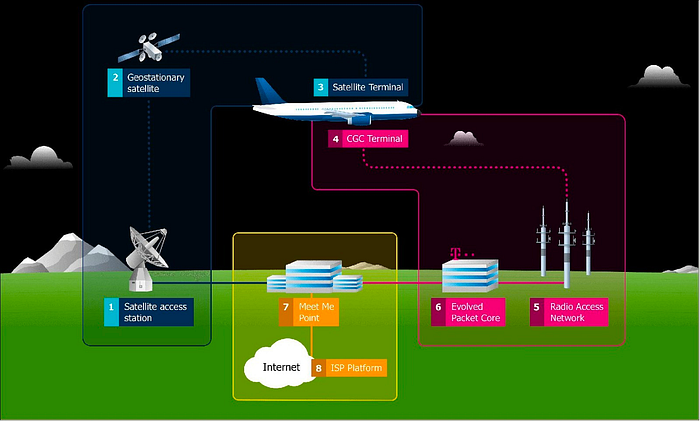 2 Geostationary
satellite
3 Satellite Terminal
4 CGC Terminal
T
1 Satellite access
station
7 Meet Me
Point
6 Evolved
Packet Core
5 Radio Access
Network
Internet
8 ISP Platform